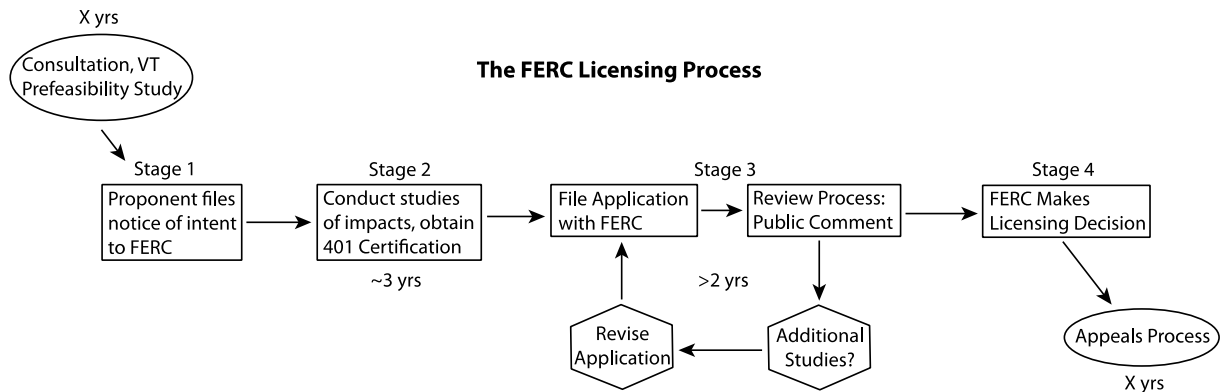 X yrs
Consultation, VT
Prefeasibility Study
The FERC Licensing Process
Stage 1
Proponent files
notice of intent
to FERC
Stage 2
Conduct studies
of impacts, obtain
401 Certification
~3 yrs
Stage 3
File Application
with FERC
Review Process:
Public Comment
>2 yrs
Additional
Studies?
Revise
Application
Stage 4
FERC Makes
Licensing Decision
Appeals Process
X yrs